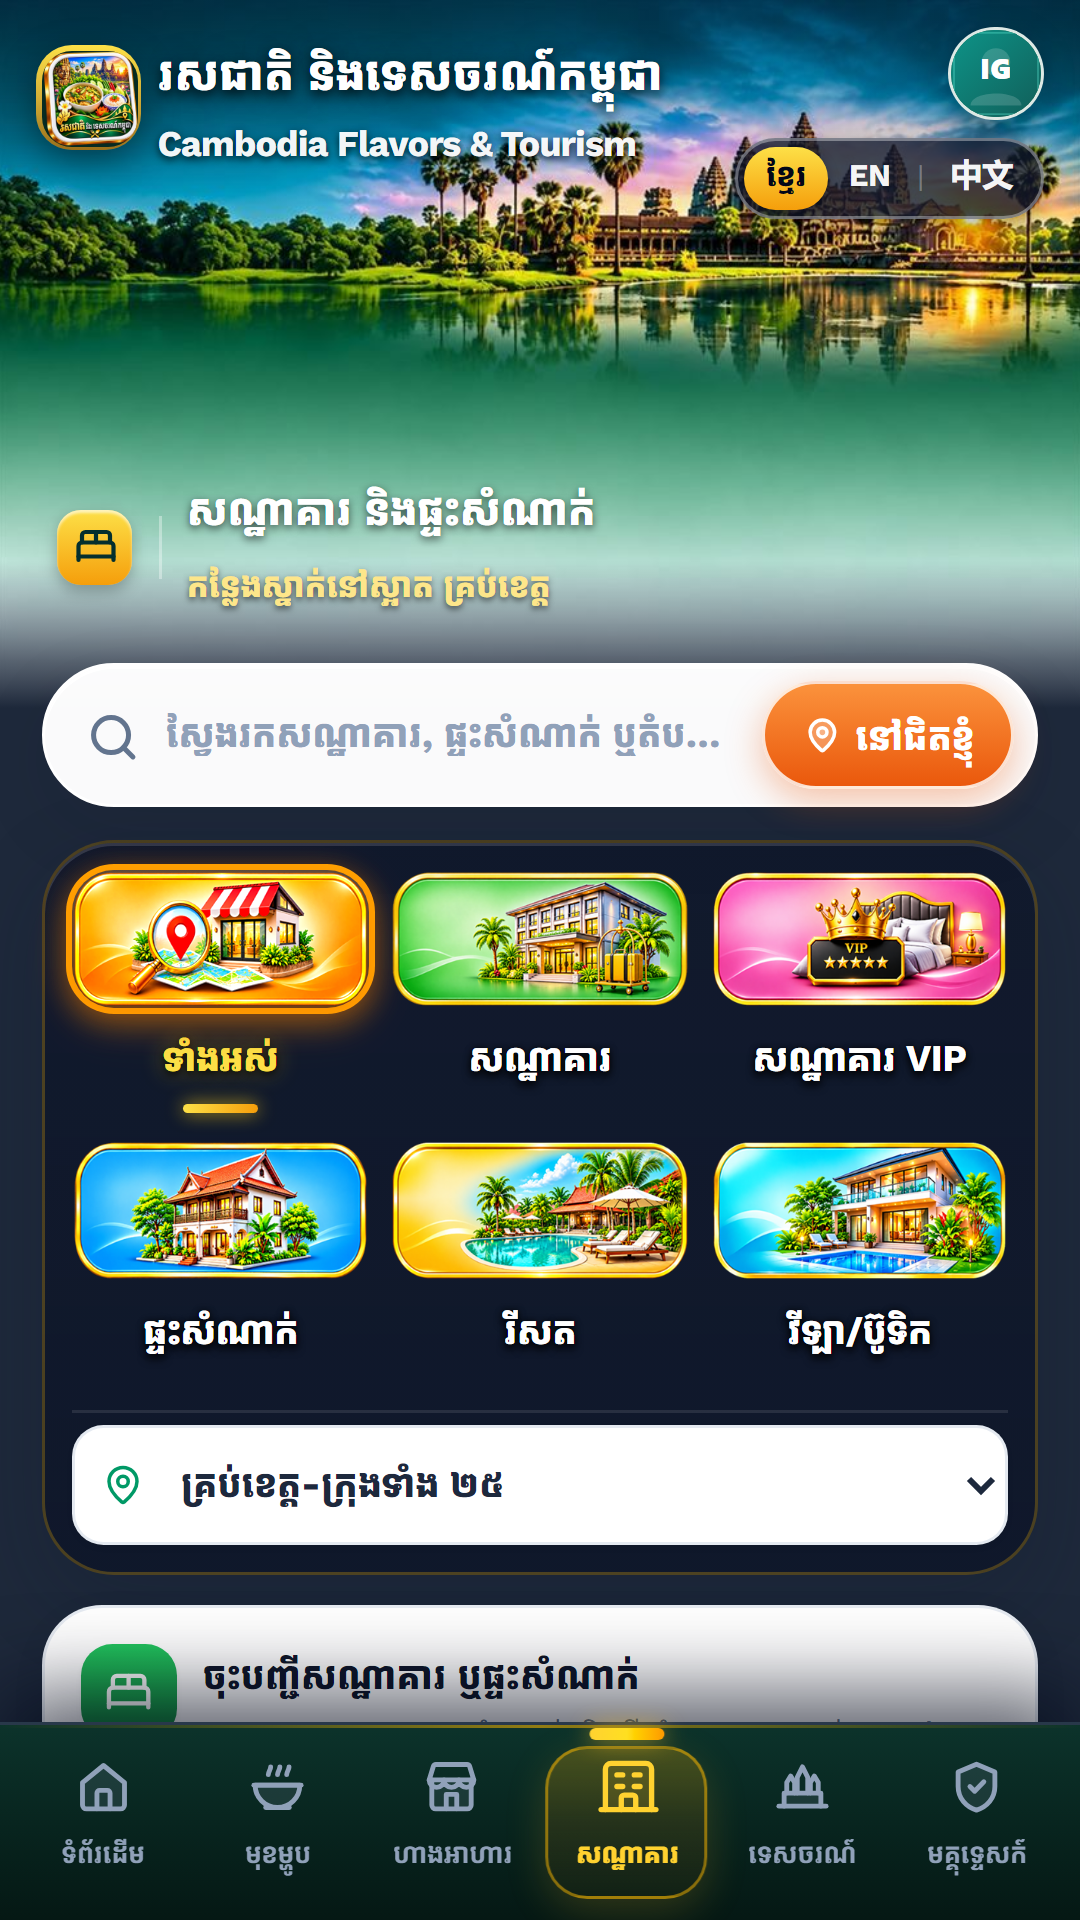 រសជាតិ និងទេសចរណ៍កម្ពុជា
Cambodia Flavors & Tourism
IG
ខ្មែរ EN | 中文
សណ្ឋាគារ និងផ្ទះសំណាក់
កន្លែងស្នាក់នៅស្អាត គ្រប់ខេត្ត
ស្វែងរកសណ្ឋាគារ, ផ្ទះសំណាក់ ឬតំប...
នៅជិតខ្ញុំ
VIP
ទាំងអស់
សណ្ឋាគារ
សណ្ឋាគារ VIP
ផ្ទះសំណាក់
រីសត
វីឡា/ប៊ូទិក
គ្រប់ខេត្ត-ក្រុងទាំង ២៥
ចុះបញ្ជីសណ្ឋាគារ ឬផ្ទះសំណាក់
ទំព័រដើម
មុខម្ហូប
ហាងអាហារ
សណ្ឋាគារ
ទេសចរណ៍
មគ្គុទ្ទេសក៍